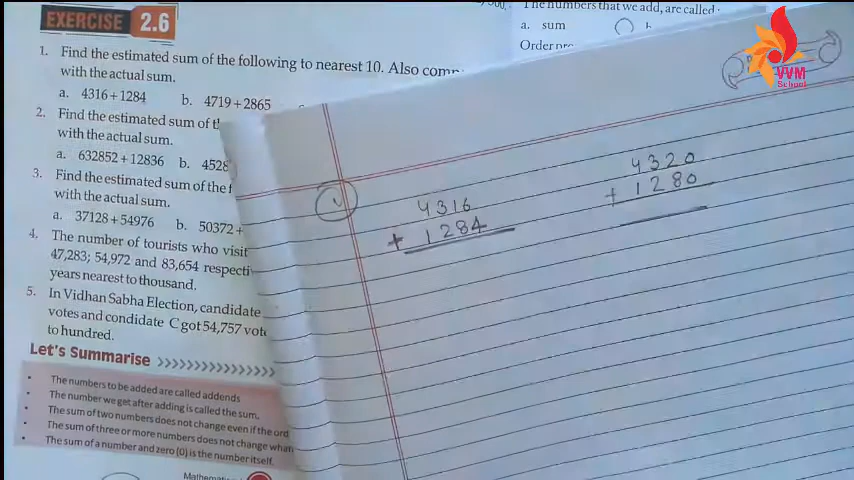 EXERCISE 2.6
1. Find the estimated sum of the following to nearest 10. Also
with the actual sum.
a. 4316+1284 b. 4719+2865
2. Find the estimated sum of
with the actual sum.
a. 632852+12836 b. 4528
3. Find the estimated sum of the
with the actual sum.
a. 37128+54976 b. 50372+
4. The number of tourists who visit
47,283; 54,972 and 83,654
years nearest to thousand.
5. In Vidhan Sabha Election, candidate
votes and condidate C got 54,757
to hundred.
Let's Summarise >>>>>>>>>>>>>>>>>
• The numbers to be added are called addends
• The number we get after adding is called the sum.
• The sum of two numbers does not change even if the
• The sum of three or more numbers does not change when
• The sum of a number and zero (0) is the number itself.
The numbers that we add, are called
a. sum
Order
VVM
School
4316
+ 1284
4320
+ 1280